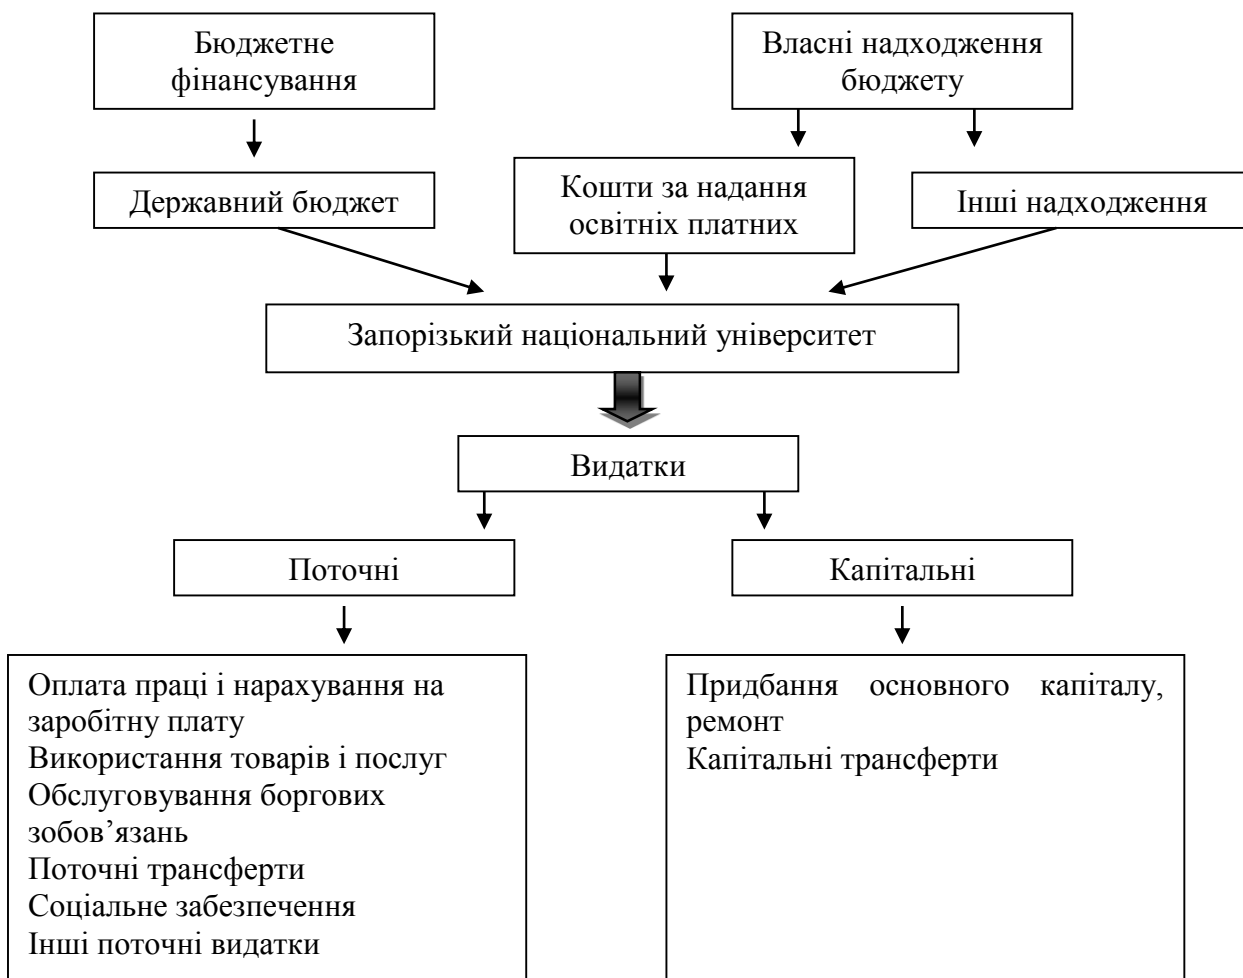 Бюджетне
фінансування
Власні надходження
бюджету
Державний бюджет
Кошти за надання
освітніх платних
Інші надходження
Запорізький національний університет
Видатки
Поточні
Капітальні
Оплата праці і нарахування на
заробітну плату
Використання товарів і послуг
Обслуговування боргових
зобов’язань
Поточні трансферти
Соціальне забезпечення
Інші поточні видатки
Придбання основного капіталу,
ремонт
Капітальні трансферти